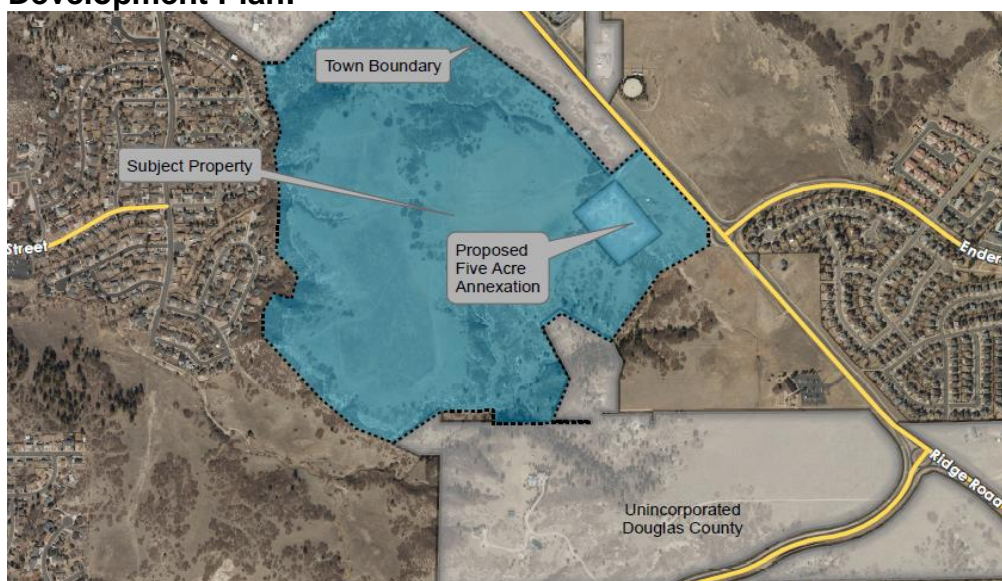 Development Plan.
Town Boundary
Subject Property
Street
Proposed
Five Acre
Annexation
Ender
Ridge Road
Unincorporated
Douglas County